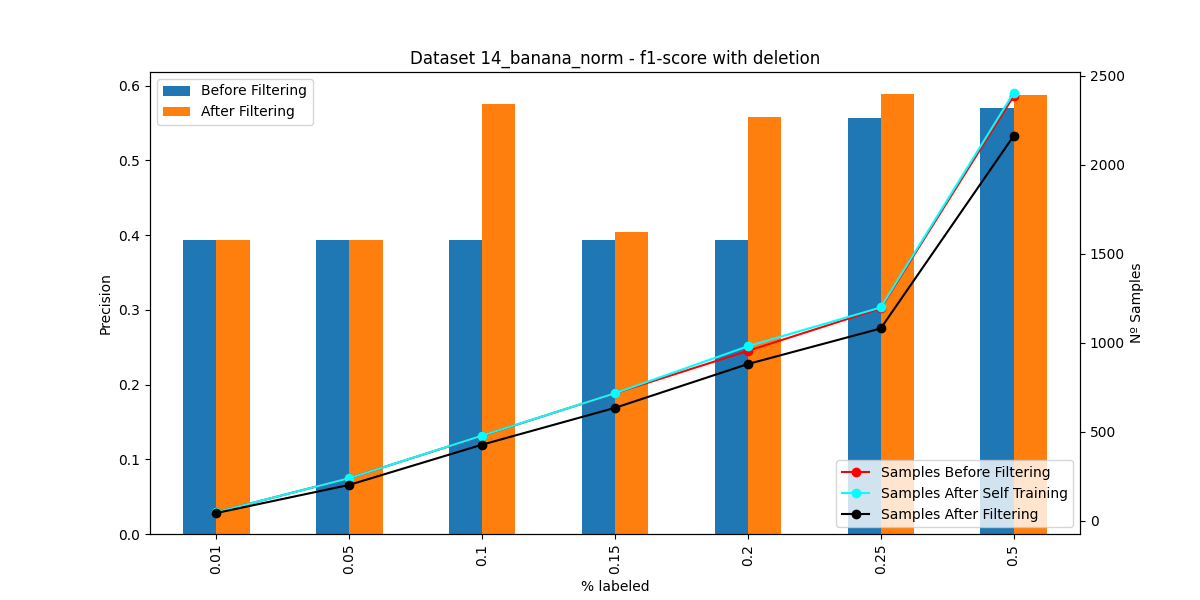 Dataset 14_banana_norm - f1-score with deletion
Before Filtering
After Filtering
0.6
0.5
0.4
0.3
0.2
0.1
0.0
Precision
2500
2000
1500
1000
500
0
Nº Samples
Samples Before Filtering
Samples After Self Training
Samples After Filtering
0.01
0.05
0.1
0.15
0.2
0.25
0.5
% labeled